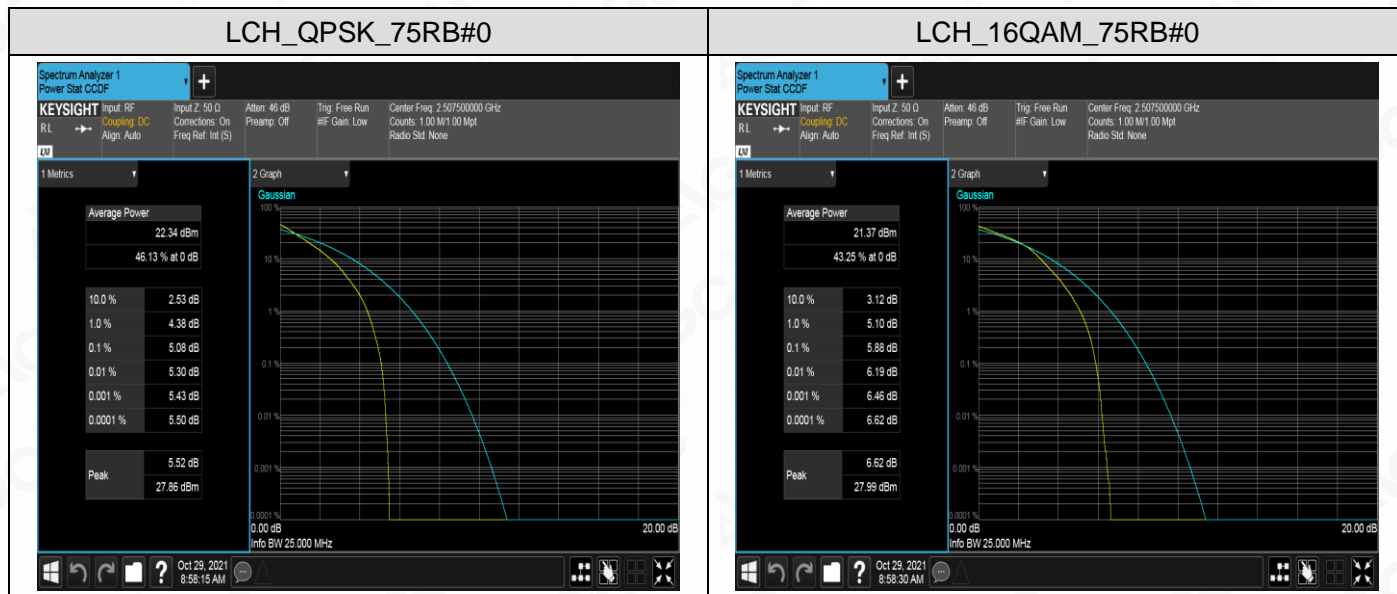 LCH_QPSK_75RB#0
Spectrum Analyzer 1
Power Stat CCDF
+
KEYSIGHT
RL
LXI
Input: RF
Coupling: DC
Align: Auto
Input Z: 50 Ω
Corrections: On
Freq Ref: Int (S)
Atten: 46 dB
Preamp: Off
Trig: Free Run
#IF Gain: Low
Center Freq: 2.507500000 GHz
Counts: 1.00 M/1.00 Mpt
Radio Std: None
1 Metrics
Average Power
22.34 dBm
46.13 % at 0 dB
10.0 % 2.53 dB
1.0 % 4.38 dB
0.1 % 5.08 dB
0.01 % 5.30 dB
0.001 % 5.43 dB
0.0001 % 5.50 dB
Peak
5.52 dB
27.86 dBm
2 Graph
Gaussian
100 %
10 %
1 %
0.1 %
0.01 %
0.001 %
0.0001 %
0.00 dB 20.00 dB
Info BW 25.000 MHz
?
Oct 29, 2021
8:58:15 AM
LCH_16QAM_75RB#0
Spectrum Analyzer 1
Power Stat CCDF
+
KEYSIGHT
RL
LXI
Input: RF
Coupling: DC
Align: Auto
Input Z: 50 Ω
Corrections: On
Freq Ref: Int (S)
Atten: 46 dB
Preamp: Off
Trig: Free Run
#IF Gain: Low
Center Freq: 2.507500000 GHz
Counts: 1.00 M/1.00 Mpt
Radio Std: None
1 Metrics
Average Power
21.37 dBm
43.25 % at 0 dB
10.0 % 3.12 dB
1.0 % 5.10 dB
0.1 % 5.88 dB
0.01 % 6.19 dB
0.001 % 6.46 dB
0.0001 % 6.62 dB
Peak
6.62 dB
27.99 dBm
2 Graph
Gaussian
100 %
10 %
1 %
0.1 %
0.01 %
0.001 %
0.0001 %
0.00 dB 20.00 dB
Info BW 25.000 MHz
?
Oct 29, 2021
8:58:30 AM